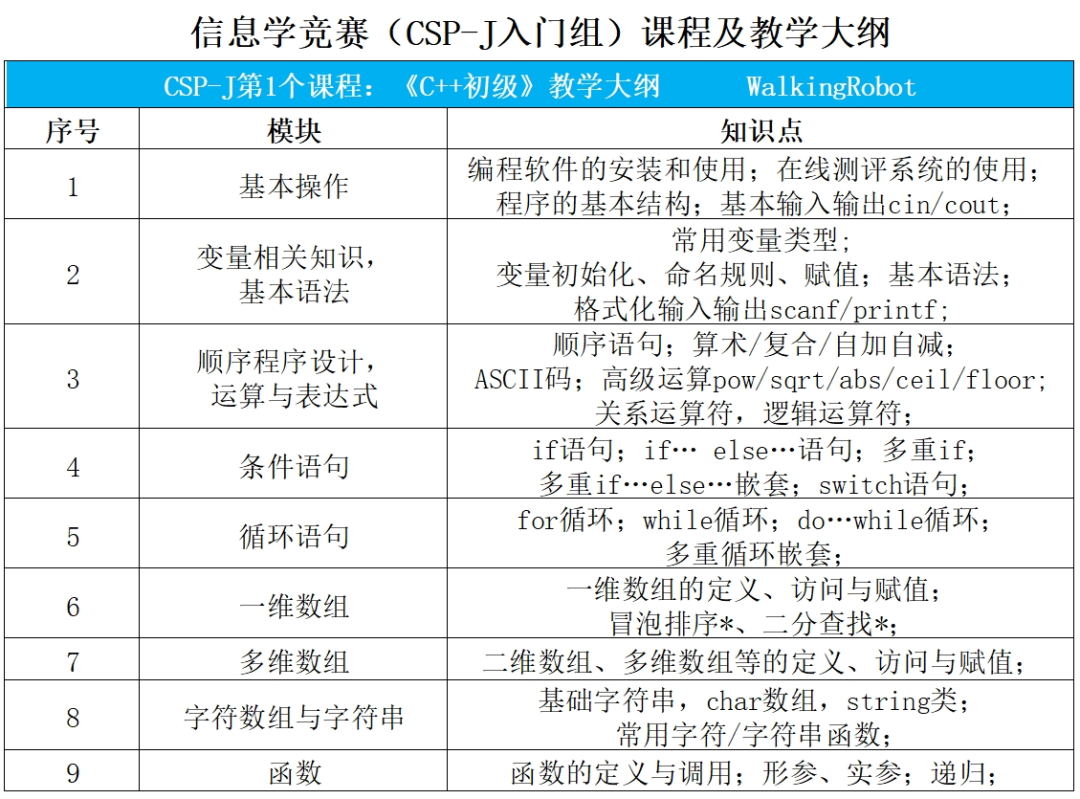 信息学竞赛（CSP-J入门组）课程及教学大纲
CSP-J第1个课程：《C++初级》教学大纲 WalkingRobot
序号 模块 知识点
1 基本操作 编程软件的安装和使用；在线测评系统的使用；
程序的基本结构；基本输入输出cin/cout；
2 变量相关知识，
基本语法 常用变量类型；
变量初始化、命名规则、赋值；基本语法；
格式化输入输出scanf/printf；
3 顺序程序设计，
运算与表达式 顺序语句；算术/复合/自加自减；
ASCII码；高级运算pow/sqrt/abs/ceil/floor；
关系运算符，逻辑运算符；
4 条件语句 if语句；if… else…语句；多重if；
多重if…else…嵌套；switch语句；
5 循环语句 for循环；while循环；do…while循环；
多重循环嵌套；
6 一维数组 一维数组的定义、访问与赋值；
冒泡排序*、二分查找*；
7 多维数组 二维数组、多维数组等的定义、访问与赋值；
8 字符数组与字符串 基础字符串，char数组，string类；
常用字符/字符串函数；
9 函数 函数的定义与调用；形参、实参；递归；